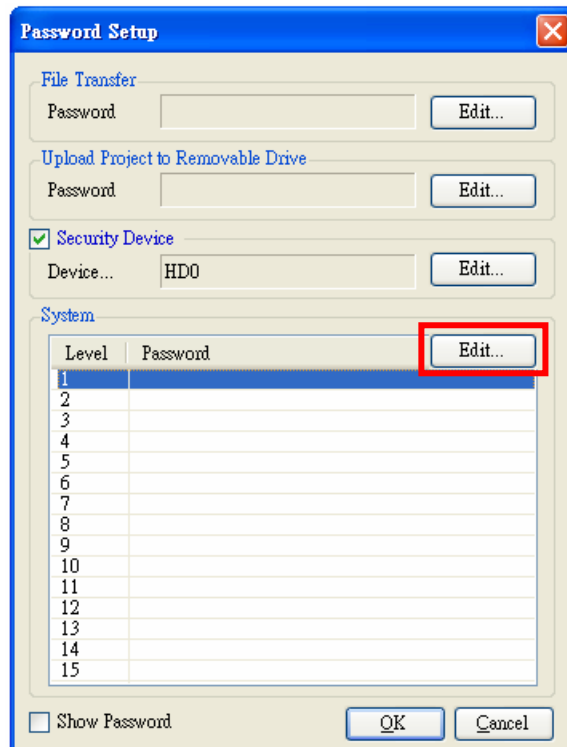 Password Setup
File Transfer
Password Edit...
Upload Project to Removable Drive
Password Edit...
Security Device
Device... HD0 Edit...
System
Level Password Edit...
1
2
3
4
5
6
7
8
9
10
11
12
13
14
15
Show Password OK Cancel